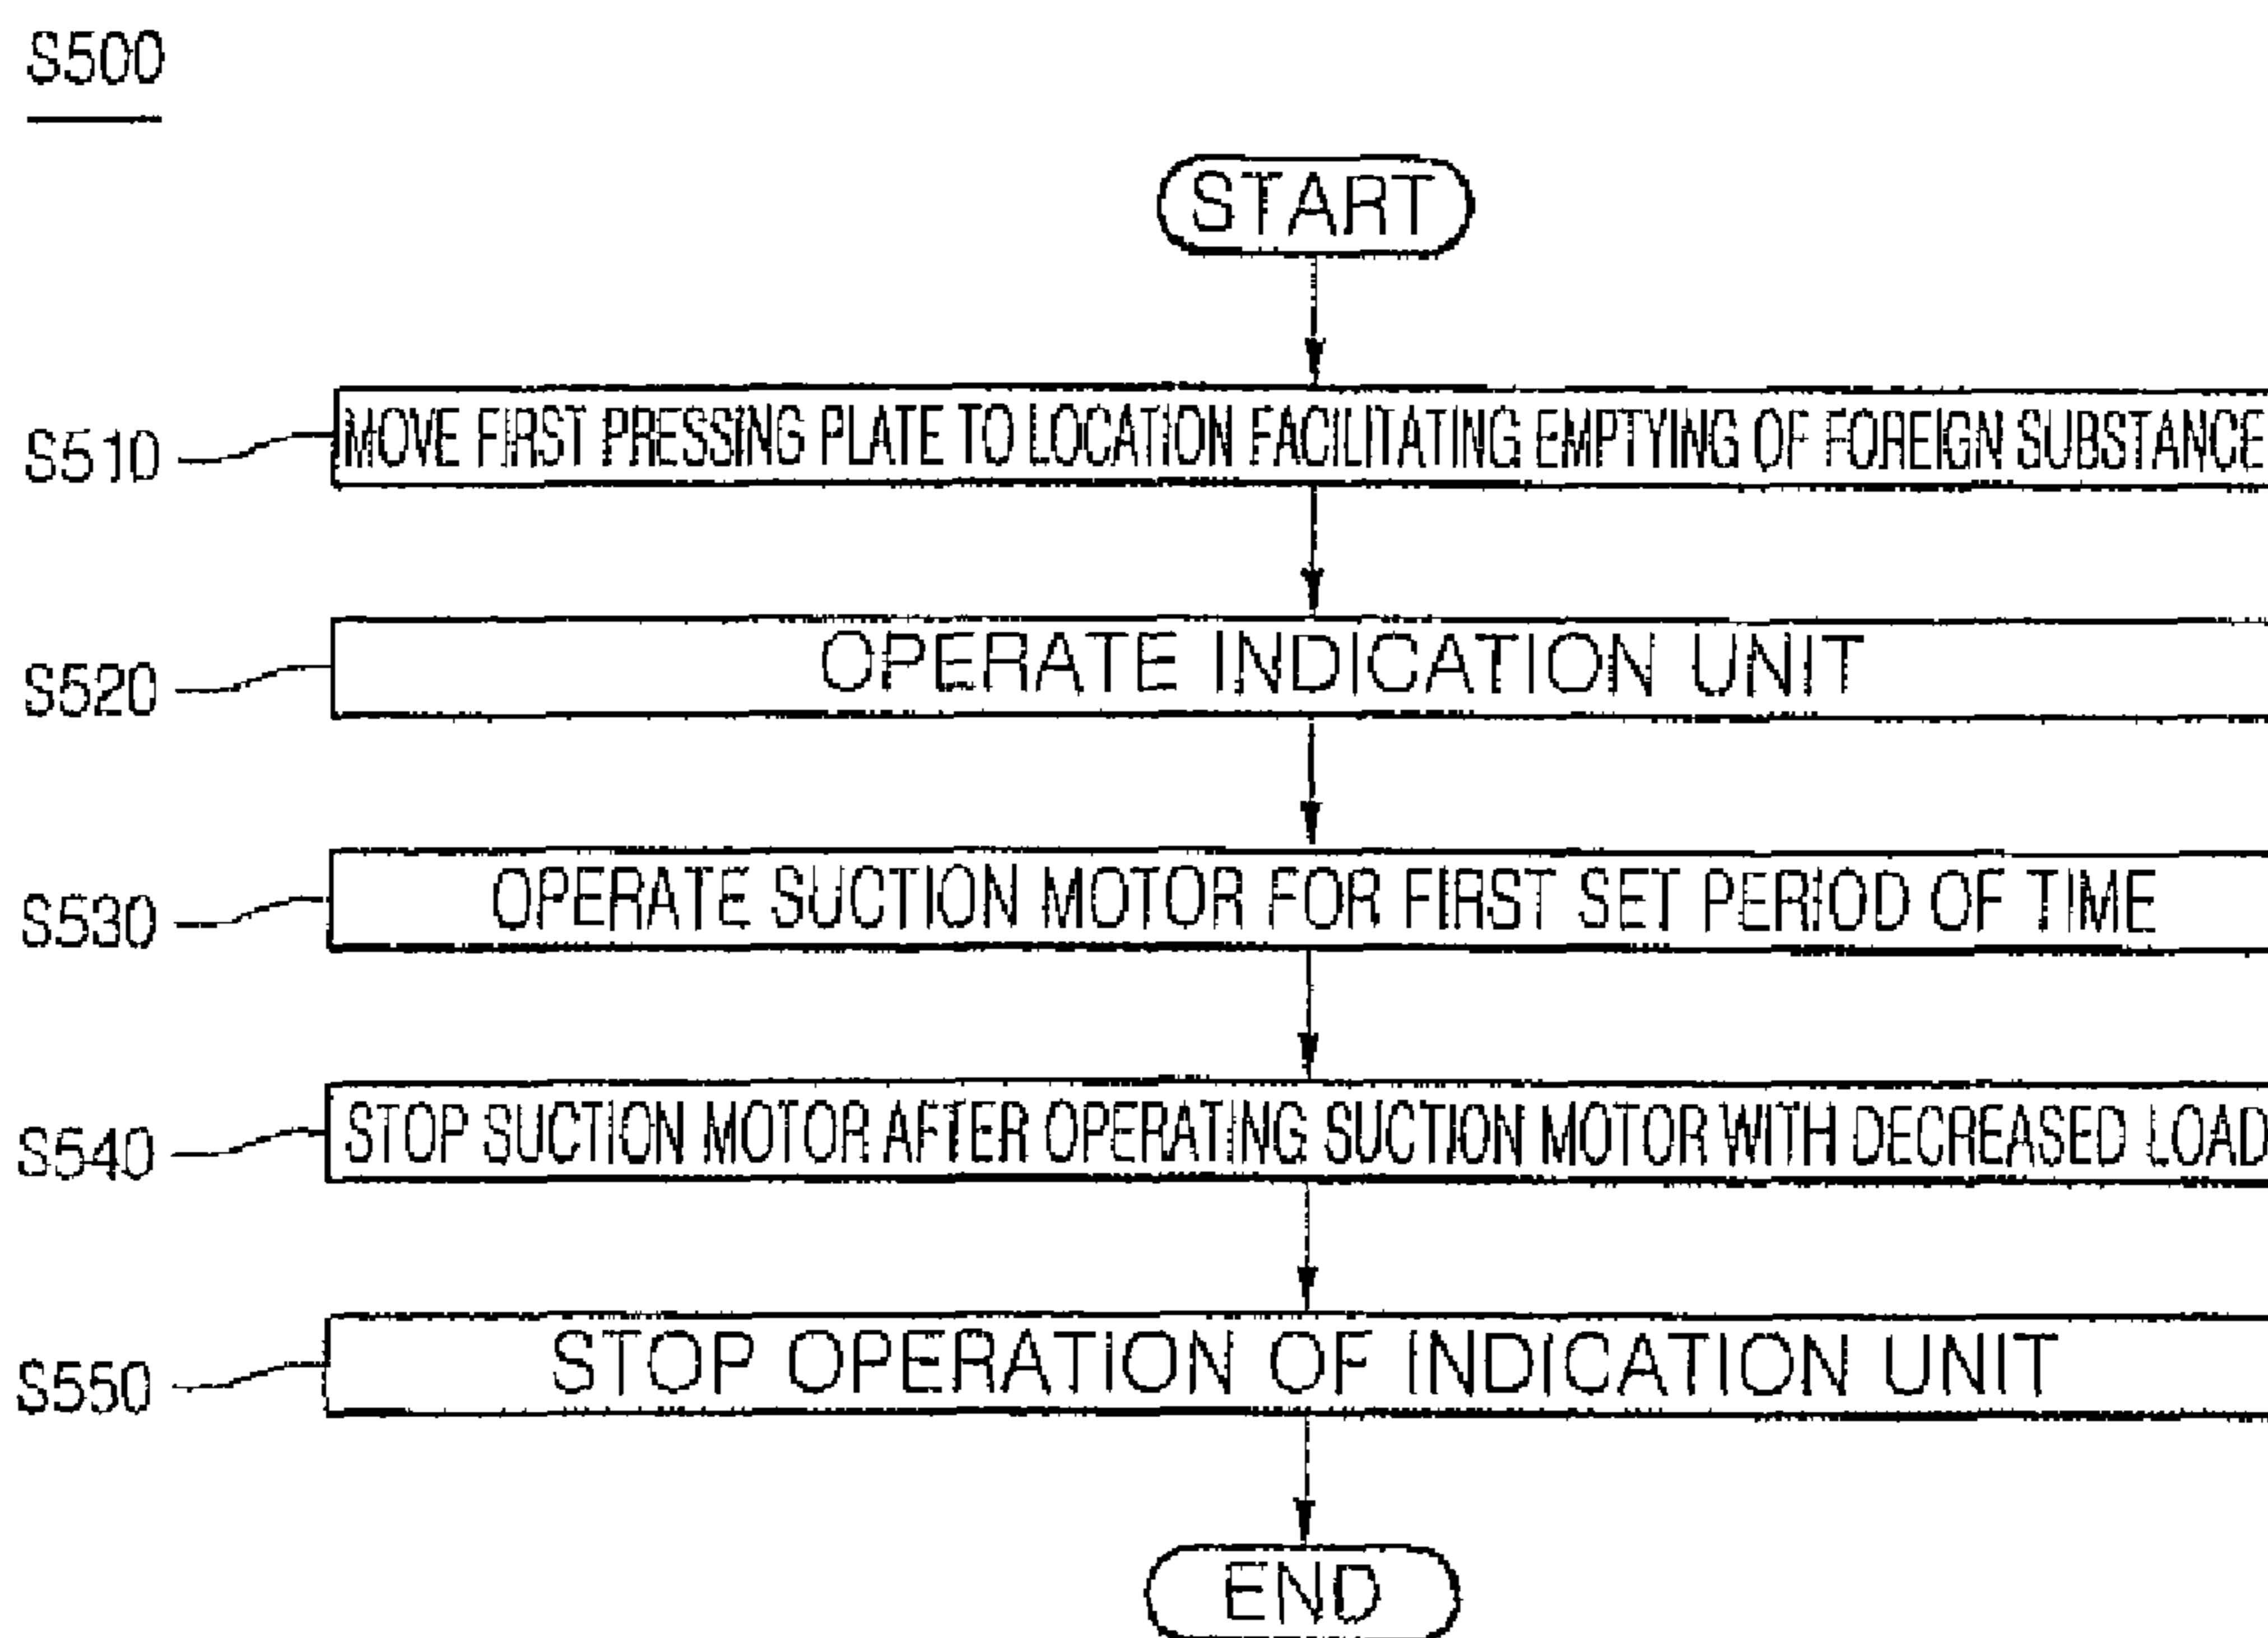 S500
START
S510 MOVE FIRST PRESSING PLATE TO LOCATION FACILITATING EMPTYING OF FOREIGN SUBSTANCE
S520 OPERATE INDICATION UNIT
S530 OPERATE SUCTION MOTOR FOR FIRST SET PERIOD OF TIME
S540 STOP SUCTION MOTOR AFTER OPERATING SUCTION MOTOR WITH DECREASED LOAD
S550 STOP OPERATION OF INDICATION UNIT
END